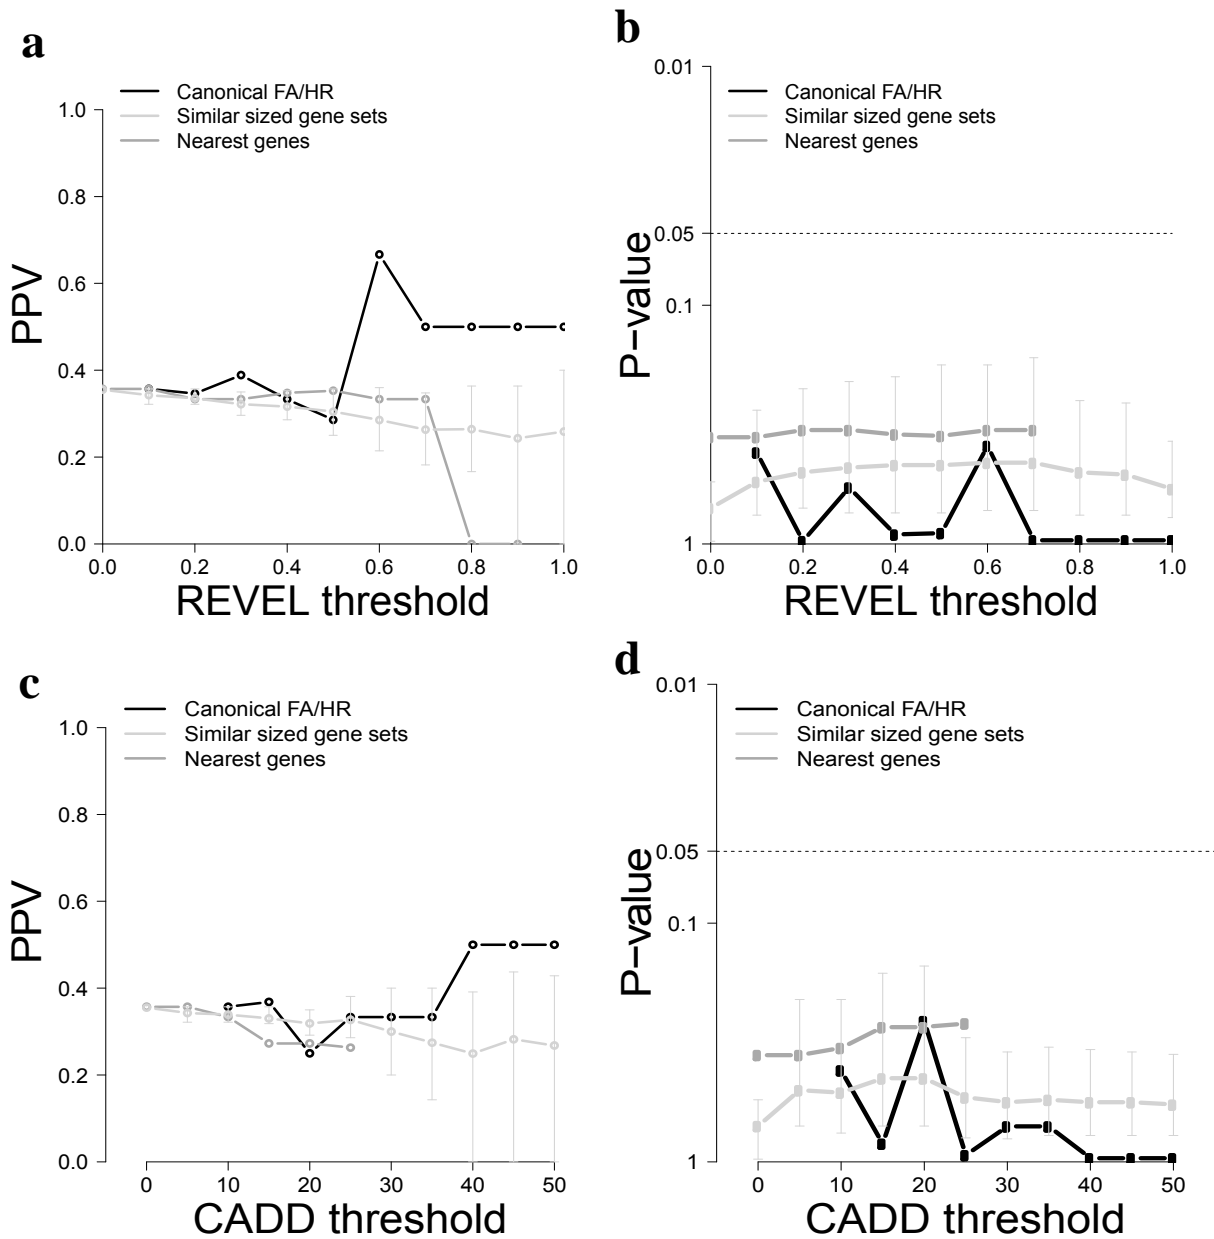 a
Canonical FA/HR
Similar sized gene sets
Nearest genes
1.0
0.8
0.6
0.4
0.2
0.0
PPV
0.0 0.2 0.4 0.6 0.8 1.0
REVEL threshold
b
Canonical FA/HR
Similar sized gene sets
Nearest genes
0.01
0.05
0.1
1
P−value
0.0 0.2 0.4 0.6 0.8 1.0
REVEL threshold
c
Canonical FA/HR
Similar sized gene sets
Nearest genes
1.0
0.8
0.6
0.4
0.2
0.0
PPV
0 10 20 30 40 50
CADD threshold
d
Canonical FA/HR
Similar sized gene sets
Nearest genes
0.01
0.05
0.1
1
P−value
0 10 20 30 40 50
CADD threshold